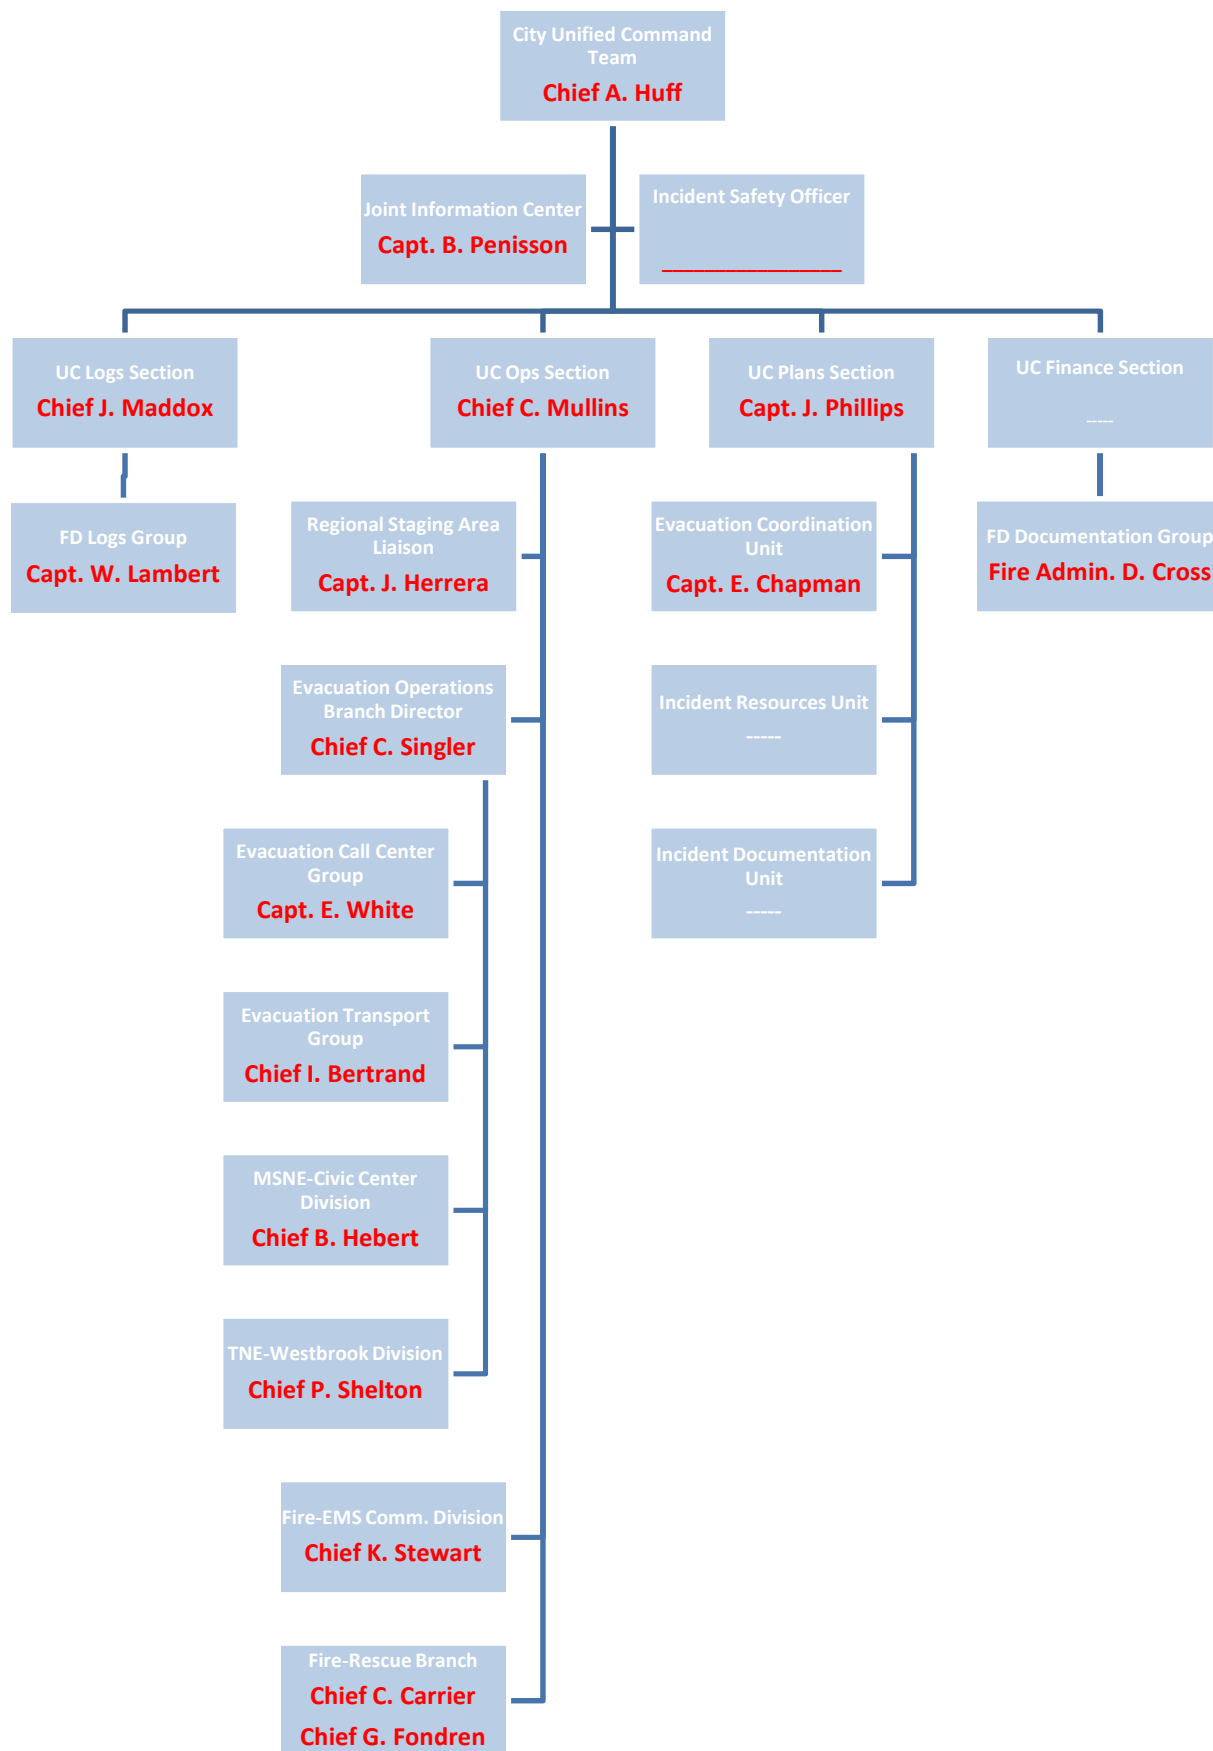 City Unified Command
Team
Chief A. Huff
Joint Information Center
Capt. B. Penisson
Incident Safety Officer
_________________
UC Logs Section
Chief J. Maddox
UC Ops Section
Chief C. Mullins
UC Plans Section
Capt. J. Phillips
UC Finance Section
-----
FD Logs Group
Capt. W. Lambert
Regional Staging Area
Liaison
Capt. J. Herrera
Evacuation Coordination
Unit
Capt. E. Chapman
FD Documentation Group
Fire Admin. D. Cross
Evacuation Operations
Branch Director
Chief C. Singler
Incident Resources Unit
-----
Evacuation Call Center
Group
Capt. E. White
Incident Documentation
Unit
-----
Evacuation Transport
Group
Chief I. Bertrand
MSNE-Civic Center
Division
Chief B. Hebert
TNE-Westbrook Division
Chief P. Shelton
Fire-EMS Comm. Division
Chief K. Stewart
Fire-Rescue Branch
Chief C. Carrier
Chief G. Fondren